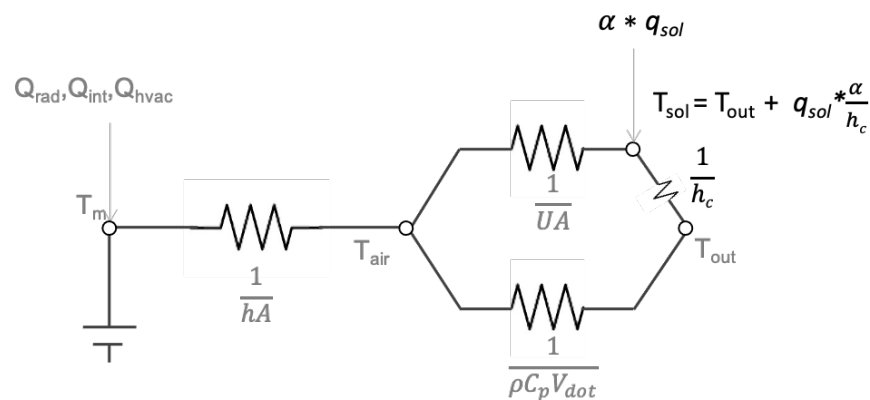 α * q_sol
Q_rad,Q_int,Q_hvac
T_sol = T_out + q_sol*α/h_c
1/h_c
T_m
1/UA
T_air
T_out
1/hA
1/ρC_pV_dot